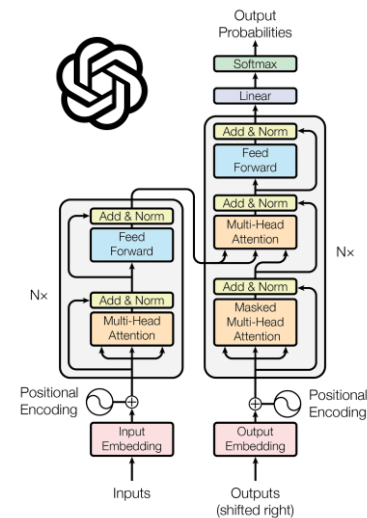 Output
Probabilities
Softmax
Linear
Add & Norm
Feed
Forward
Add & Norm
Multi-Head
Attention
Add & Norm
Masked
Multi-Head
Attention
Nx
Add & Norm
Feed
Forward
Add & Norm
Multi-Head
Attention
Nx
Positional
Encoding
Positional
Encoding
Input
Embedding
Output
Embedding
Inputs
Outputs
(shifted right)